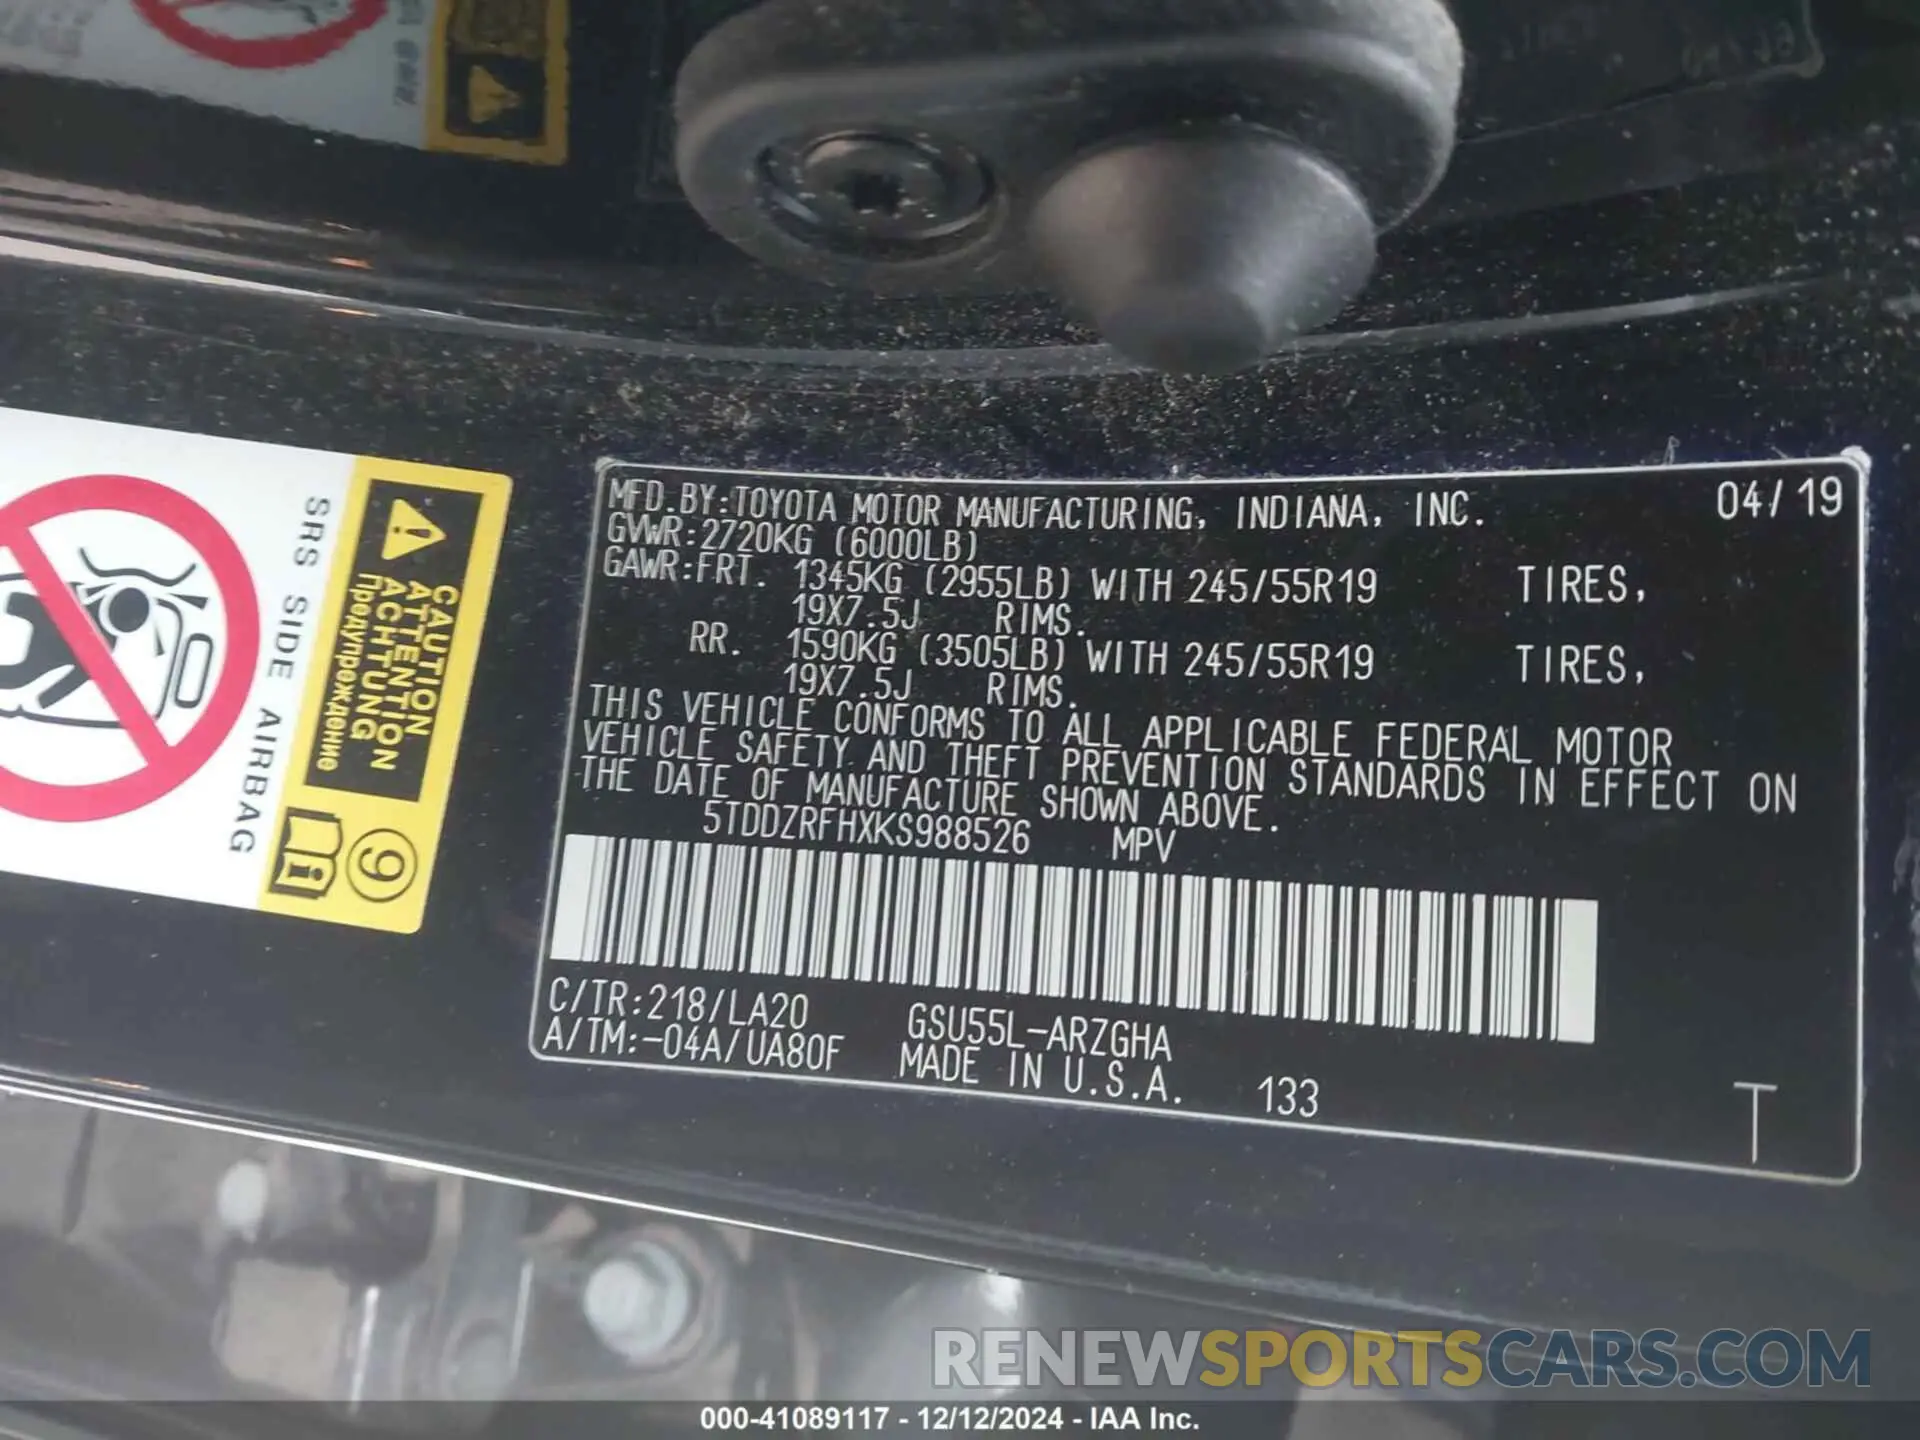 MFD.BY:TOYOTA MOTOR MANUFACTURING, INDIANA, INC. 04/19
GVWR:2720KG (6000LB)
GAWR:FRT. 1345KG (2955LB) WITH 245/55R19 TIRES,
19X7.5J RIMS.
RR. 1590KG (3505LB) WITH 245/55R19 TIRES,
19X7.5J RIMS.
THIS VEHICLE CONFORMS TO ALL APPLICABLE FEDERAL MOTOR
VEHICLE SAFETY AND THEFT PREVENTION STANDARDS IN EFFECT ON
THE DATE OF MANUFACTURE SHOWN ABOVE.
5TDDZRFHXKS988526 MPV
C/TR:218/LA20 GSU55L-ARZGHA
A/TM:-04A/UA80F MADE IN U.S.A. 133
T
CAUTION
ATTENTION
ACHTUNG
Предупреждение
SRS SIDE AIRBAG
9
i
RENEWSPORTSCARS.COM
000-41089117 - 12/12/2024 - IAA Inc.